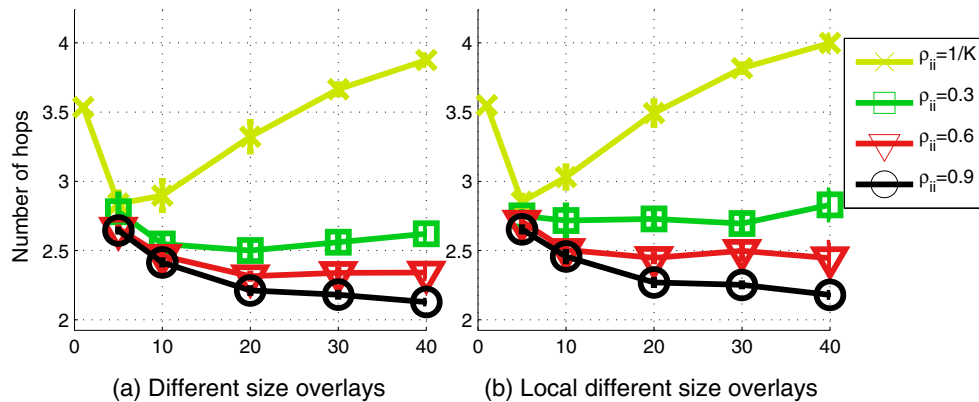 4
3.5
3
2.5
2
Number of hops
0 10 20 30 40
(a) Different size overlays
4
3.5
3
2.5
2
0 10 20 30 40
(b) Local different size overlays
ρii=1/K
ρii=0.3
ρii=0.6
ρii=0.9